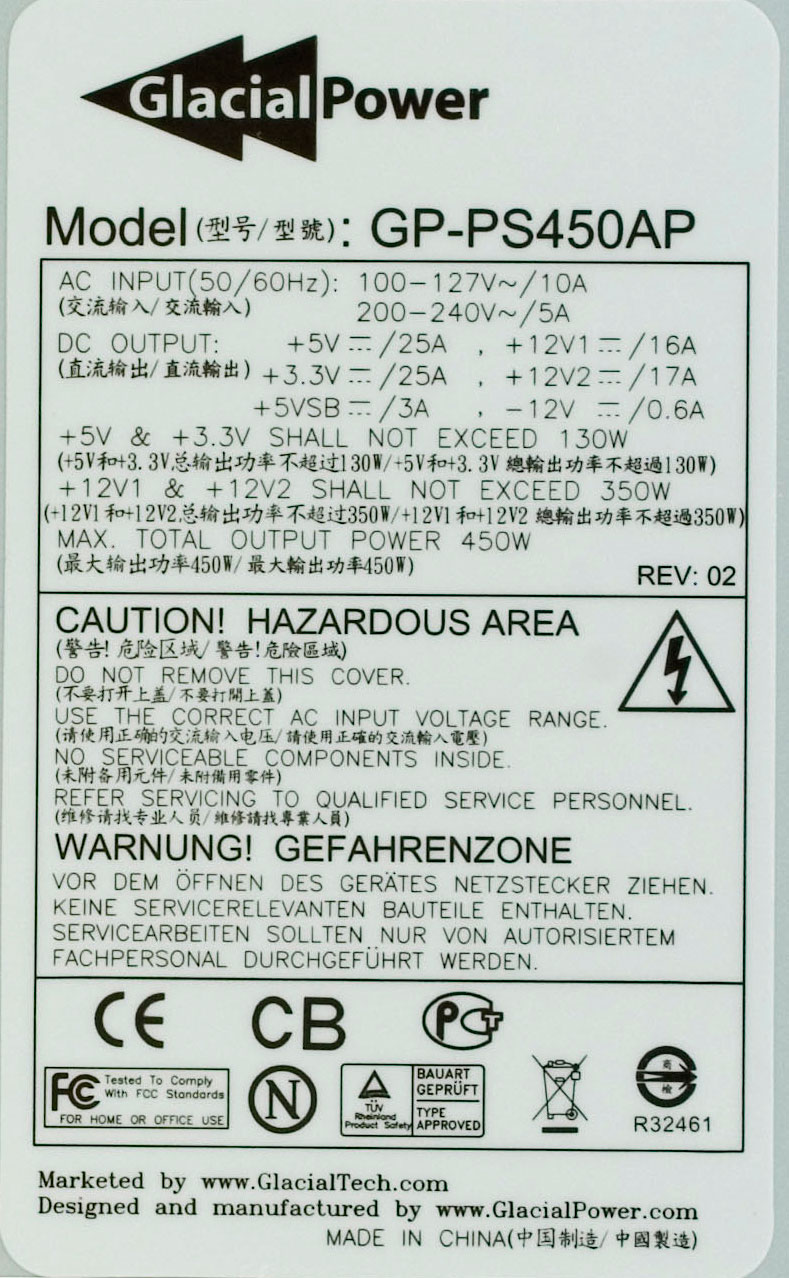 GlacialPower
Model(型号/型號): GP-PS450AP
AC INPUT(50/60Hz): 100-127V~/10A
(交流输入/交流輸入) 200-240V~/5A
DC OUTPUT: +5V ⎓/25A , +12V1 ⎓/16A
(直流输出/直流輸出) +3.3V ⎓/25A , +12V2 ⎓/17A
+5VSB ⎓/3A , -12V ⎓/0.6A
+5V & +3.3V SHALL NOT EXCEED 130W
(+5V和+3.3V总输出功率不超过130W/+5V和+3.3V 總輸出功率不超過130W)
+12V1 & +12V2 SHALL NOT EXCEED 350W
(+12V1和+12V2总输出功率不超过350W/+12V1和+12V2 總輸出功率不超過350W)
MAX. TOTAL OUTPUT POWER 450W
(最大输出功率450W/最大輸出功率450W)
REV: 02
CAUTION! HAZARDOUS AREA
(警告!危险区域/警告!危險區域)
DO NOT REMOVE THIS COVER.
(不要打开上盖/不要打開上蓋)
USE THE CORRECT AC INPUT VOLTAGE RANGE.
(请使用正确的交流输入电压/請使用正確的交流輸入電壓)
NO SERVICEABLE COMPONENTS INSIDE.
(未附备用元件/未附備用零件)
REFER SERVICING TO QUALIFIED SERVICE PERSONNEL.
(维修请找专业人员/維修請找專業人員)
WARNUNG! GEFAHRENZONE
VOR DEM ÖFFNEN DES GERÄTES NETZSTECKER ZIEHEN.
KEINE SERVICERELEVANTEN BAUTEILE ENTHALTEN.
SERVICEARBEITEN SOLLTEN NUR VON AUTORISIERTEM
FACHPERSONAL DURCHGEFÜHRT WERDEN.
CE CB PCT
FC Tested To Comply
With FCC Standards
FOR HOME OR OFFICE USE
N
TÜV
Rheinland
Product Safety
BAUART
GEPRÜFT
TYPE
APPROVED
商
檢
R32461
Marketed by www.GlacialTech.com
Designed and manufactured by www.GlacialPower.com
MADE IN CHINA(中国制造/中國製造)